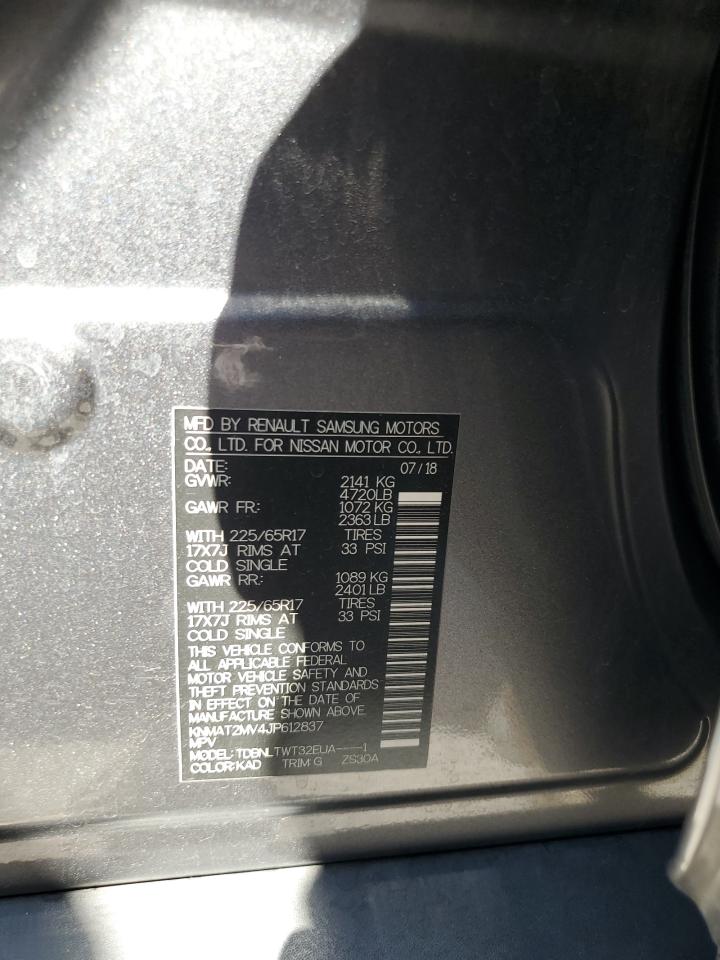 MFD BY RENAULT SAMSUNG MOTORS
CO., LTD. FOR NISSAN MOTOR CO., LTD.
DATE: 07/18
GVWR: 2141 KG
4720LB
GAWR FR: 1072 KG
2363 LB
WITH 225/65R17 TIRES
17X7J RIMS AT 33 PSI
COLD SINGLE
GAWR RR: 1089 KG
2401 LB
WITH 225/65R17 TIRES
17X7J RIMS AT 33 PSI
COLD SINGLE
THIS VEHICLE CONFORMS TO
ALL APPLICABLE FEDERAL
MOTOR VEHICLE SAFETY AND
THEFT PREVENTION STANDARDS
IN EFFECT ON THE DATE OF
MANUFACTURE SHOWN ABOVE.
KNMAT2MV4JP612837
MPV
MODEL: TDBNLTWT32EUA----1
COLOR: KAD TRIM G ZS30A